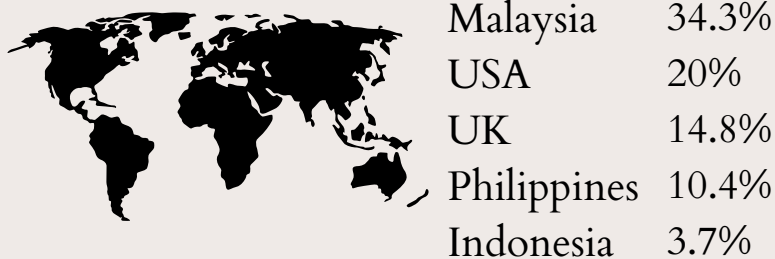 Malaysia 34.3%
USA 20%
UK 14.8%
Philippines 10.4%
Indonesia 3.7%